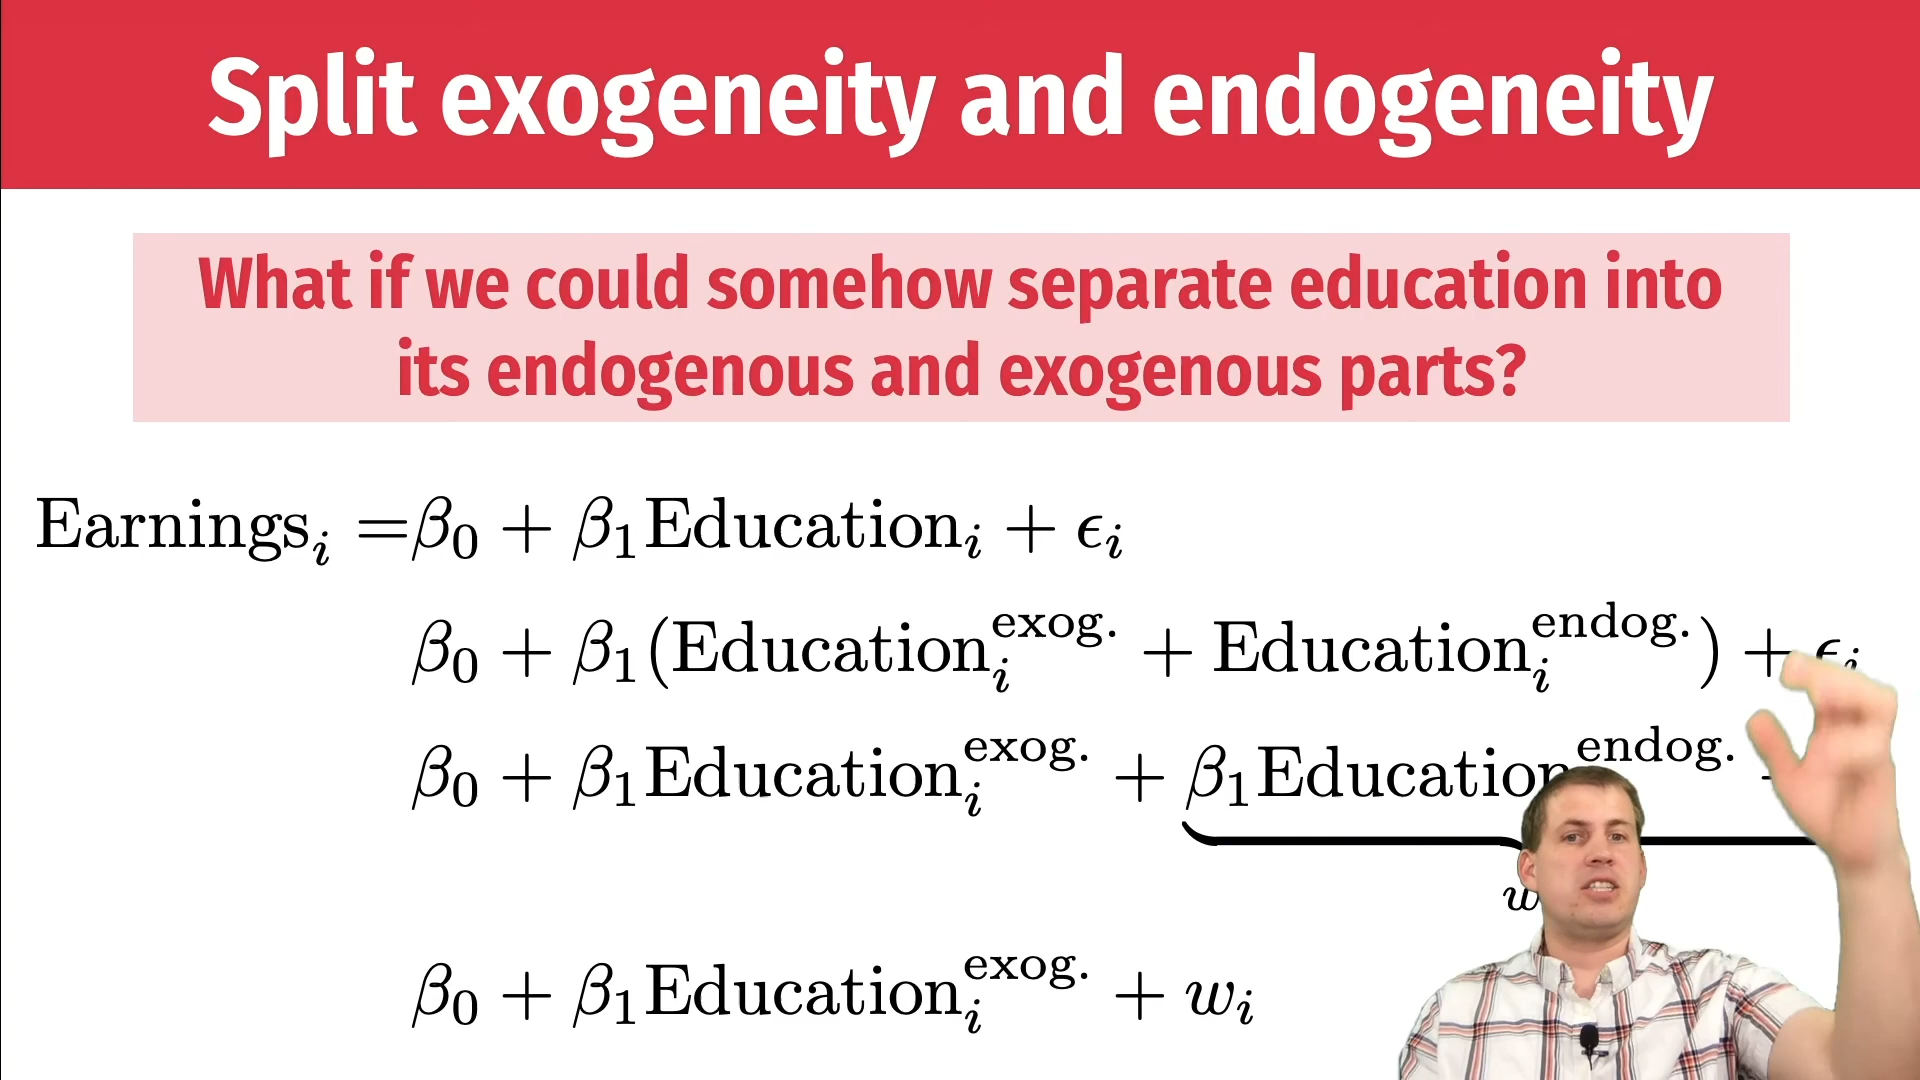 Split exogeneity and endogeneity
What if we could somehow separate education into
its endogenous and exogenous parts?
Earnings_i = β_0 + β_1 Education_i + ϵ_i
β_0 + β_1 (Education_i^exog. + Education_i^endog.) + ϵ_i
β_0 + β_1 Education_i^exog. + β_1 Education^endog.
w
β_0 + β_1 Education_i^exog. + w_i